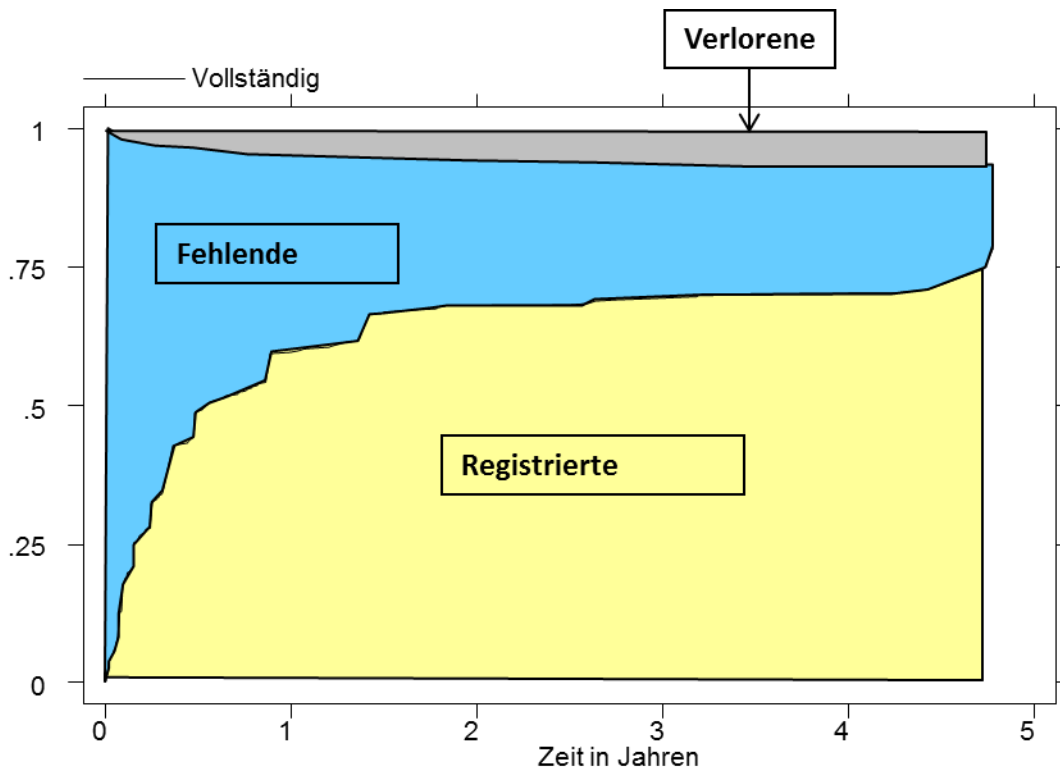 Verlorene
Vollständig
1
Fehlende
.75
.5
Registrierte
.25
0
0 1 2 3 4 5
Zeit in Jahren